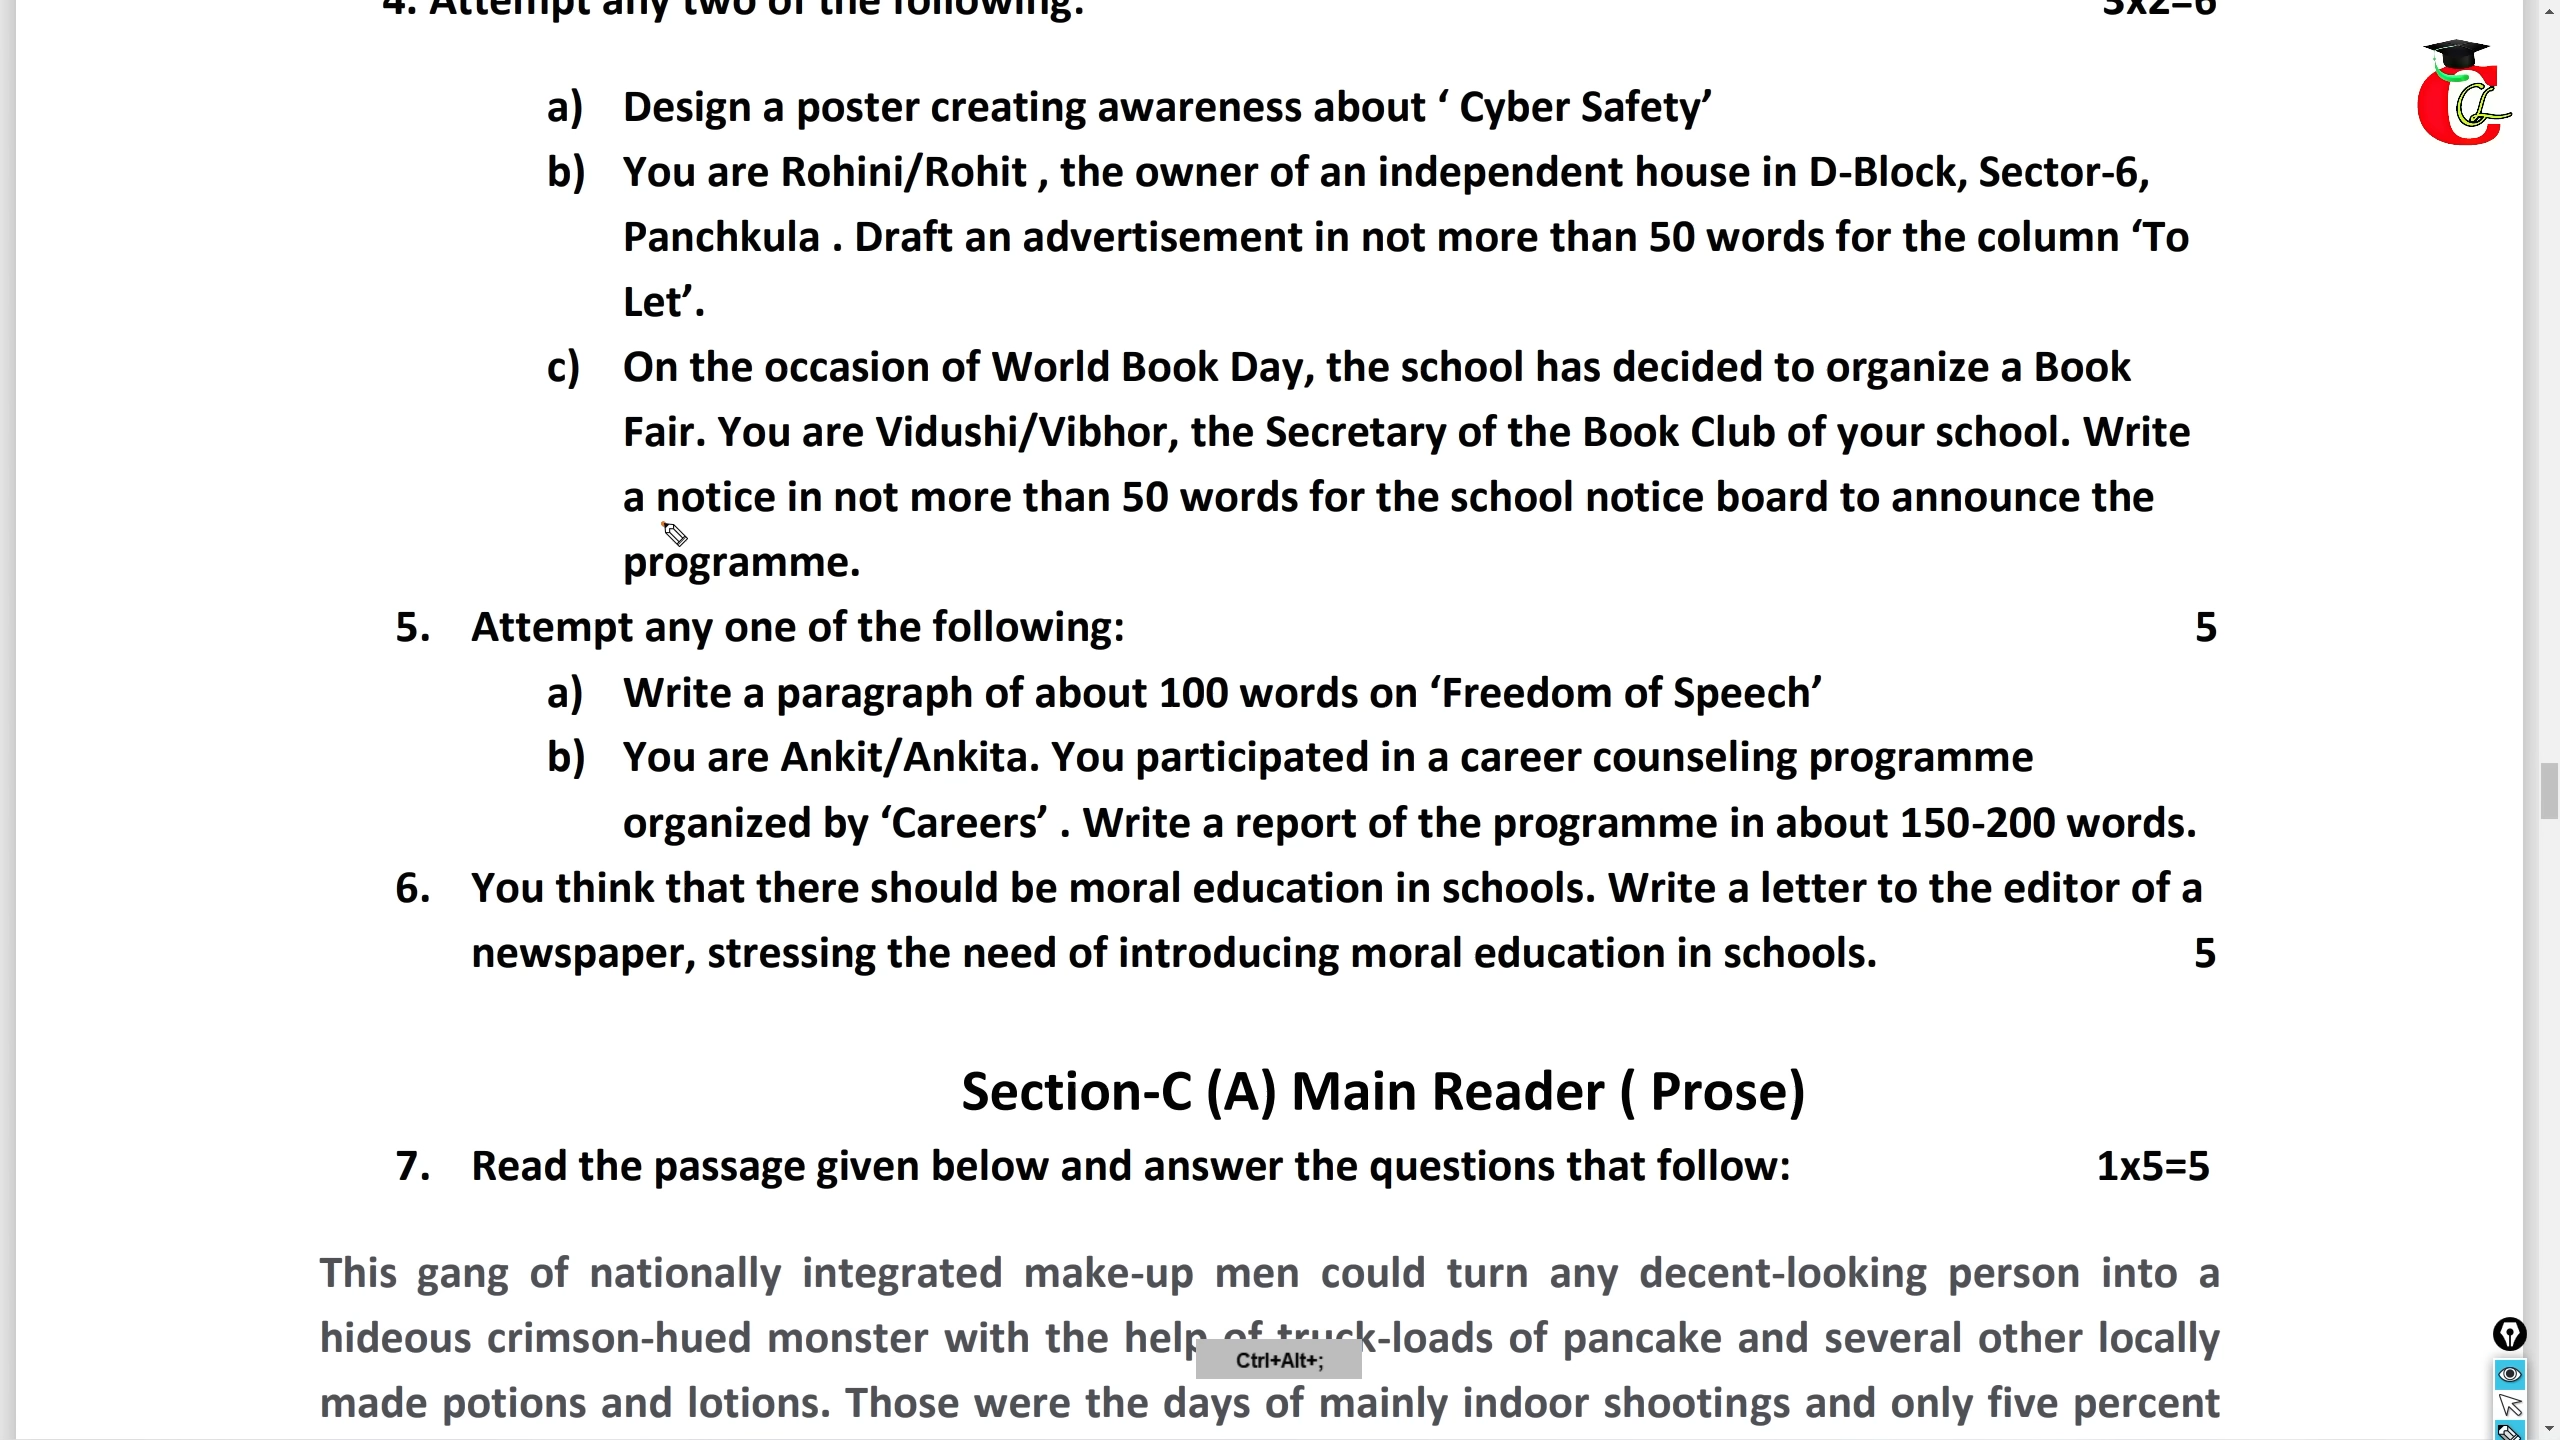 4. Attempt any two of the following: 3x2=6
a) Design a poster creating awareness about ‘ Cyber Safety’
b) You are Rohini/Rohit , the owner of an independent house in D-Block, Sector-6,
Panchkula . Draft an advertisement in not more than 50 words for the column ‘To
Let’.
c) On the occasion of World Book Day, the school has decided to organize a Book
Fair. You are Vidushi/Vibhor, the Secretary of the Book Club of your school. Write
a notice in not more than 50 words for the school notice board to announce the
programme.
5. Attempt any one of the following: 5
a) Write a paragraph of about 100 words on ‘Freedom of Speech’
b) You are Ankit/Ankita. You participated in a career counseling programme
organized by ‘Careers’ . Write a report of the programme in about 150-200 words.
6. You think that there should be moral education in schools. Write a letter to the editor of a
newspaper, stressing the need of introducing moral education in schools. 5
Section-C (A) Main Reader ( Prose)
7. Read the passage given below and answer the questions that follow: 1x5=5
This gang of nationally integrated make-up men could turn any decent-looking person into a
hideous crimson-hued monster with the help of truck-loads of pancake and several other locally
Ctrl+Alt+;
made potions and lotions. Those were the days of mainly indoor shootings and only five percent